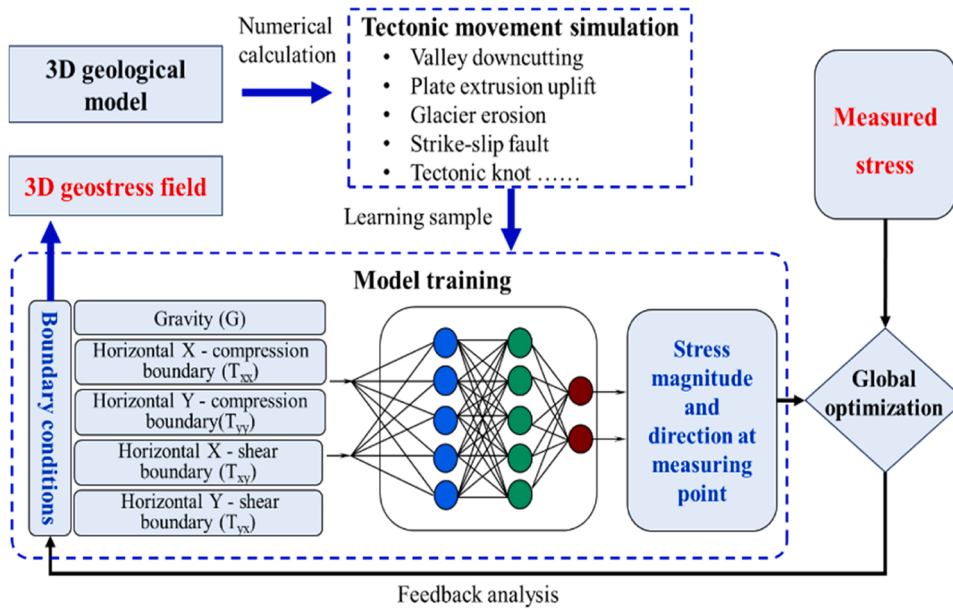 3D geological
model
Numerical
calculation
Tectonic movement simulation
• Valley downcutting
• Plate extrusion uplift
• Glacier erosion
• Strike-slip fault
• Tectonic knot ……
Measured
stress
3D geostress field
Learning sample
Model training
Boundary conditions
Gravity (G)
Horizontal X - compression
boundary (Txx)
Horizontal Y - compression
boundary(Tyy)
Horizontal X - shear
boundary (Txy)
Horizontal Y - shear
boundary (Tyx)
Stress
magnitude
and
direction at
measuring
point
Global
optimization
Feedback analysis